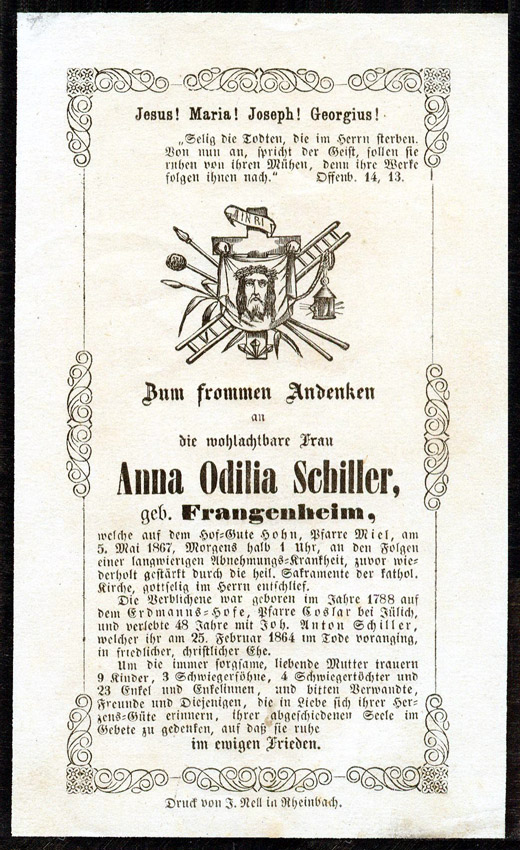 Jesus! Maria! Joseph! Georgius!
„Selig die Todten, die im Herrn sterben.
Von nun an, spricht der Geist, sollen sie
ruhen von ihren Mühen, denn ihre Werke
folgen ihnen nach.“ Offenb. 14, 13.
INRI
Zum frommen Andenken
an
die wohlachtbare Frau
Anna Odilia Schiller,
geb. Frangenheim,
welche auf dem Hof-Gute Hohn, Pfarre Miel, am
5. Mai 1867, Morgens halb 1 Uhr, an den Folgen
einer langwierigen Abnehmungs-Krankheit, zuvor wie-
derholt gestärkt durch die heil. Sakramente der kathol.
Kirche, gottselig im Herrn entschlief.
Die Verblichene war geboren im Jahre 1788 auf
dem Erdmanns-Hofe, Pfarre Coslar bei Jülich,
und verlebte 48 Jahre mit Joh. Anton Schiller,
welcher ihr am 25. Februar 1864 im Tode voranging,
in friedlicher, christlicher Ehe.
Um die immer sorgsame, liebende Mutter trauern
9 Kinder, 3 Schwiegersöhne, 4 Schwiegertöchter und
23 Enkel und Enkelinnen, und bitten Verwandte,
Freunde und Diejenigen, die in Liebe sich ihrer Her-
zens-Güte erinnern, ihrer abgeschiedenen Seele im
Gebete zu gedenken, auf daß sie ruhe
im ewigen Frieden.
Druck von J. Nell in Rheinbach.